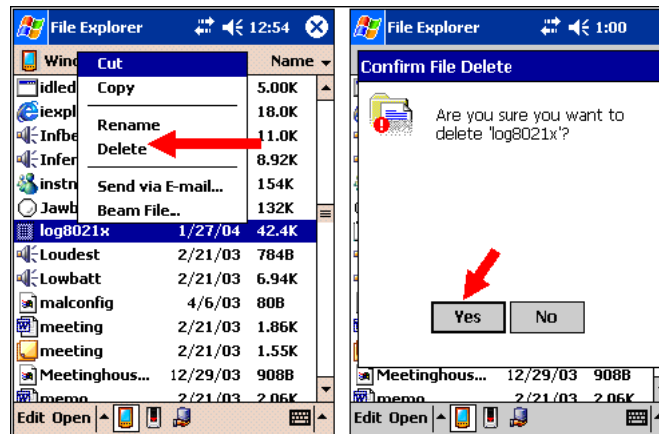 File Explorer 12:54
Wind Name
Cut
Copy
Rename
Delete
Send via E-mail...
Beam File...
idled 5.00K
iexpl 18.0K
Infbe 11.0K
Infer 8.92K
instn 154K
Jawb 132K
log8021x 1/27/04 42.4K
Loudest 2/21/03 784B
Lowbatt 2/21/03 6.94K
malconfig 4/6/03 80B
meeting 2/21/03 1.86K
meeting 2/21/03 1.55K
Meetinghous... 12/29/03 908B
memo 2/21/03 2.06K
Edit Open
File Explorer 1:00
Confirm File Delete
Are you sure you want to
delete 'log8021x'?
Yes No
Meetinghous... 12/29/03 908B
memo 2/21/03 2.06K
Edit Open